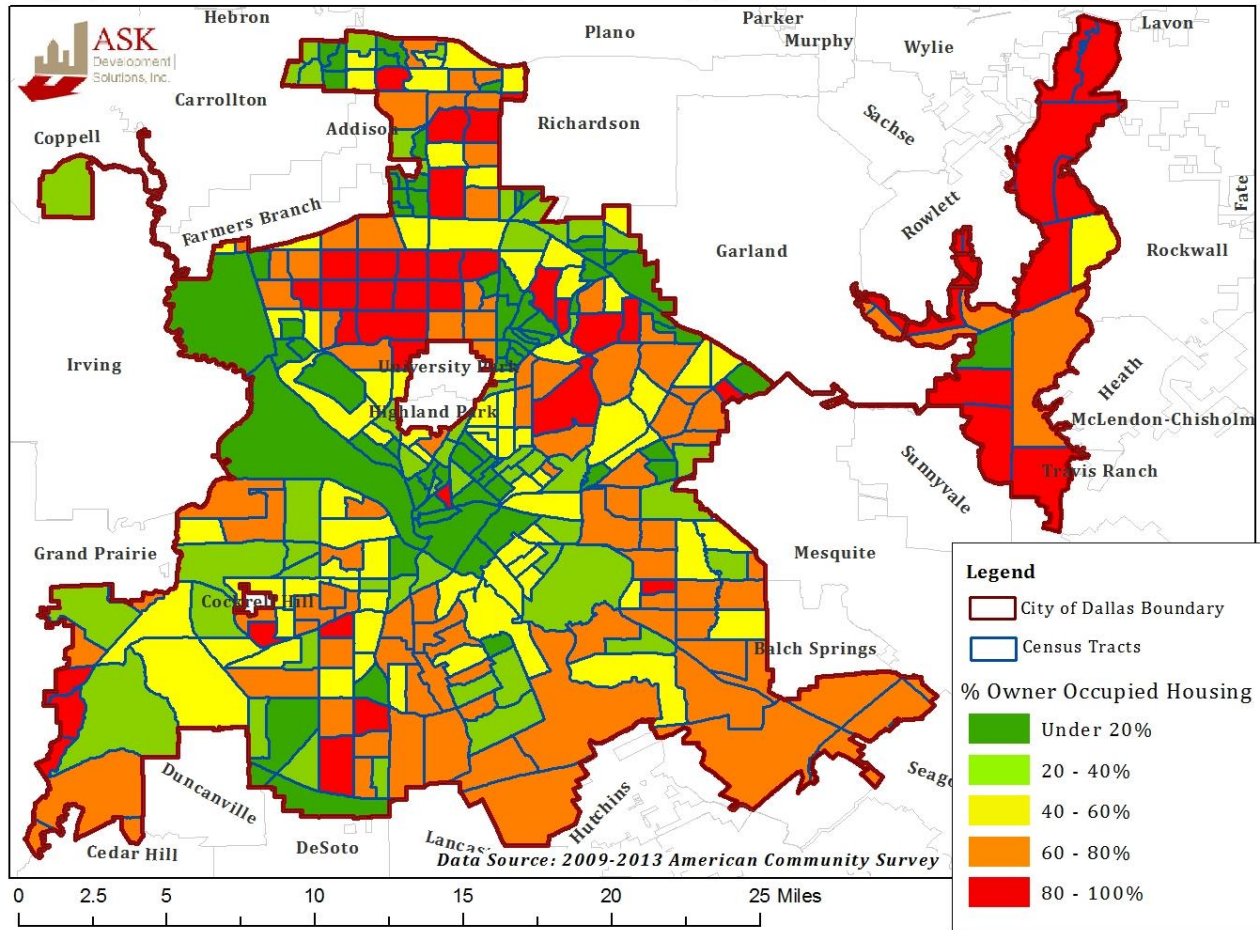 Hebron
Plano
Parker
Murphy
Wylie
Lavon
ASK
Development
Solutions, Inc.
Carrollton
Addison
Richardson
Sachse
Coppell
Farmers Branch
Garland
Rowlett
Rockwall
Fate
Irving
University Park
Highland Park
Heath
McLendon-Chisholm
Sunnyvale
Travis Ranch
Grand Prairie
Mesquite
Cockrell Hill
Balch Springs
Duncanville
Hutchins
Seago
Cedar Hill
DeSoto
Lancas
Data Source: 2009-2013 American Community Survey
Legend
City of Dallas Boundary
Census Tracts
% Owner Occupied Housing
Under 20%
20 - 40%
40 - 60%
60 - 80%
80 - 100%
0 2.5 5 10 15 20 25 Miles